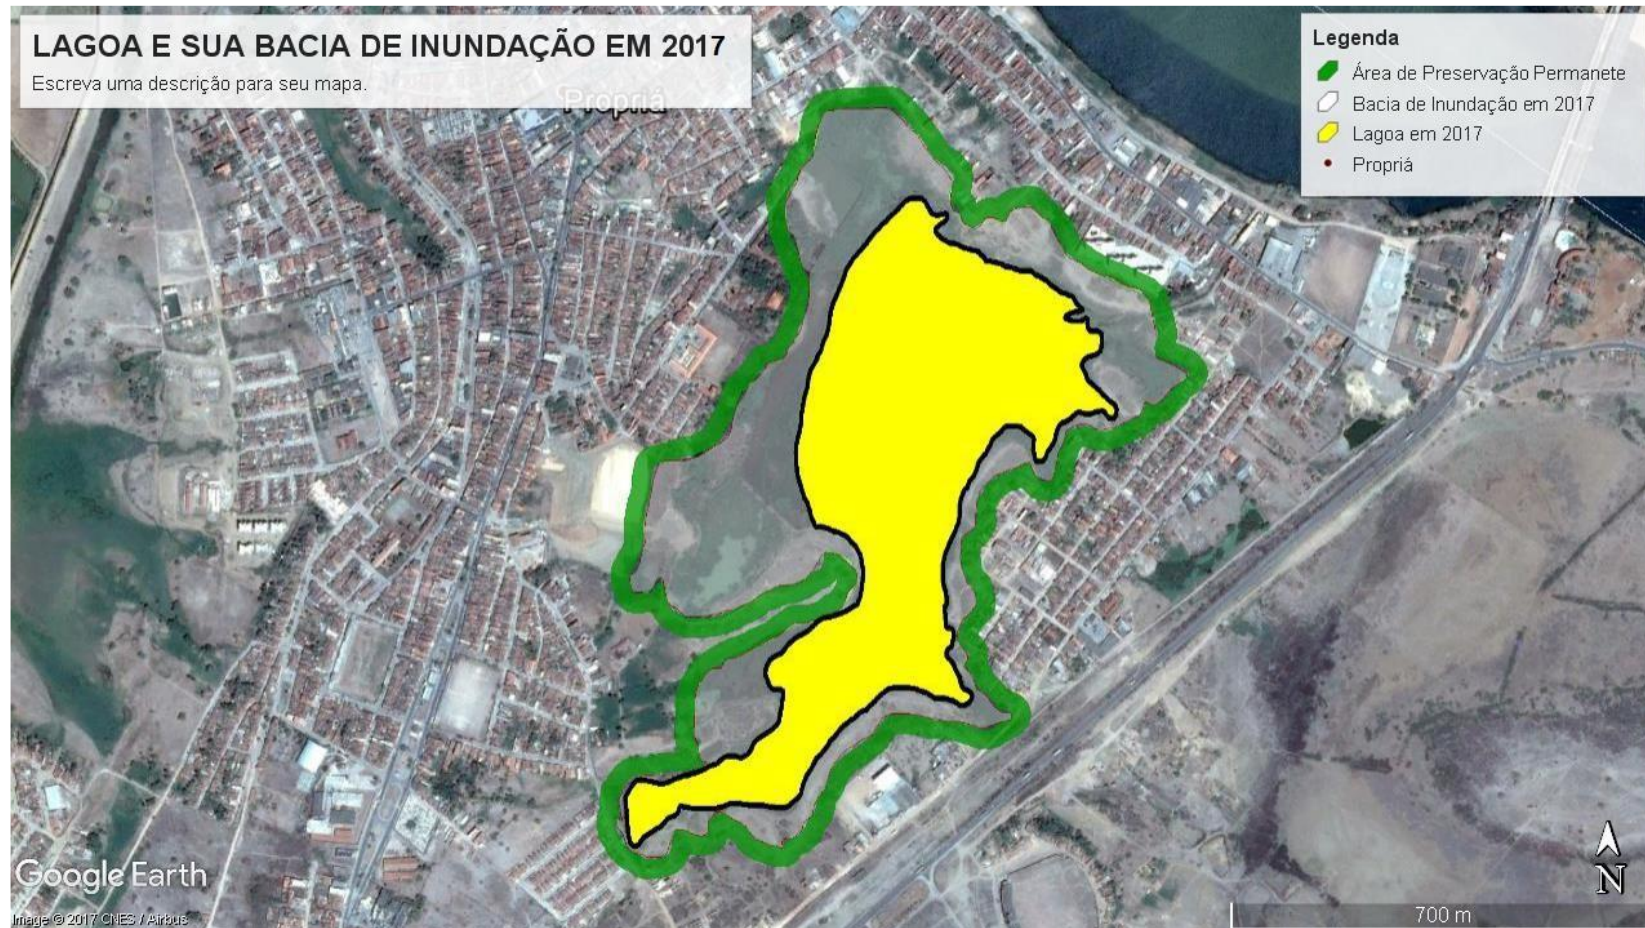 LAGOA E SUA BACIA DE INUNDAÇÃO EM 2017
Escreva uma descrição para seu mapa.
Propriá
Legenda
Área de Preservação Permanete
Bacia de Inundação em 2017
Lagoa em 2017
Propriá
Google Earth
Image © 2017 CNES / Airbus
N
700 m